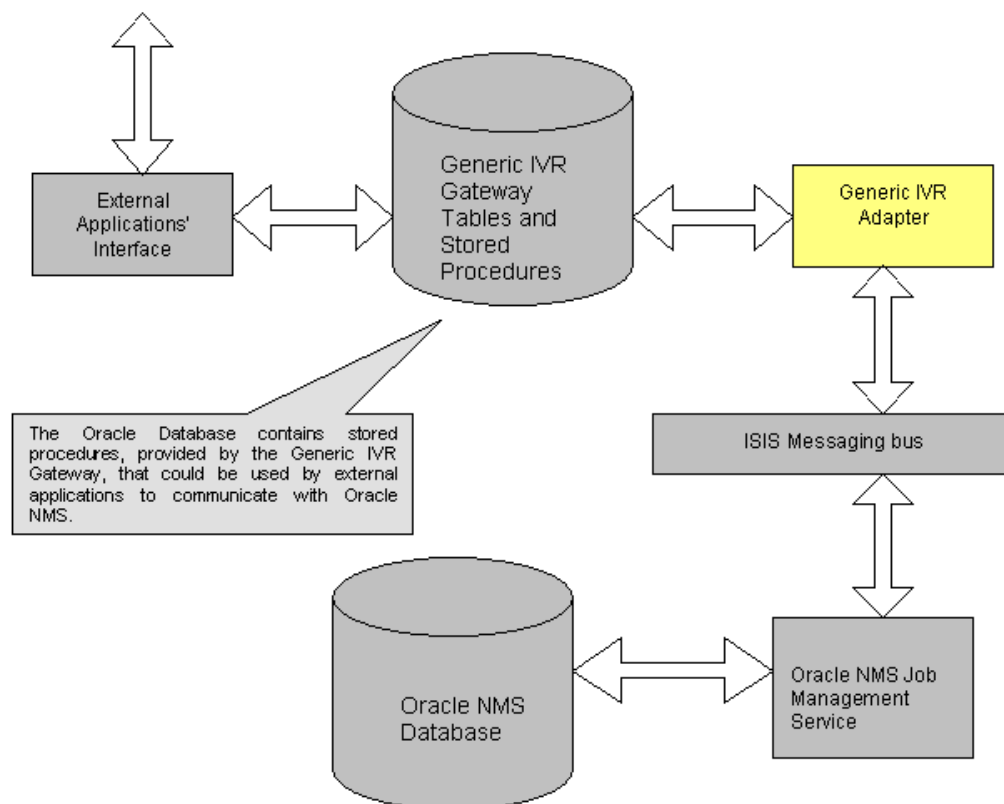 External
Applications'
Interface
Generic IVR
Gateway
Tables and
Stored
Procedures
Generic IVR
Adapter
The Oracle Database contains stored
procedures, provided by the Generic IVR
Gateway, that could be used by external
applications to communicate with Oracle
NMS.
ISIS Messaging bus
Oracle NMS
Database
Oracle NMS Job
Management
Service